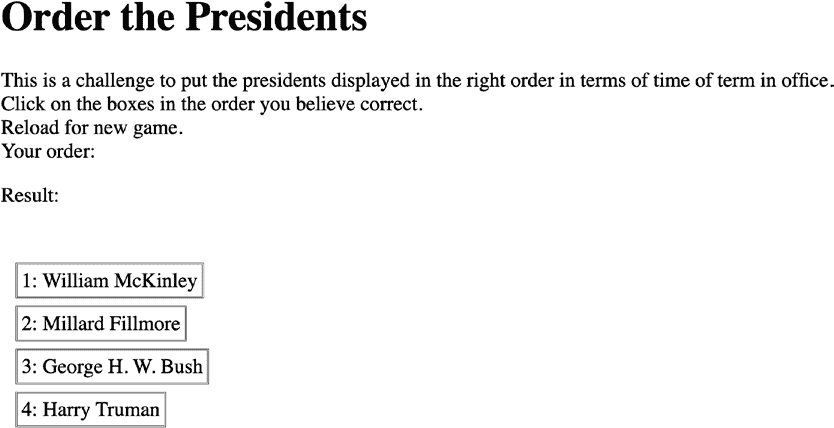 Order the Presidents
This is a challenge to put the presidents displayed in the right order in terms of time of term in office.
Click on the boxes in the order you believe correct.
Reload for new game.
Your order:
Result:
1: William McKinley
2: Millard Fillmore
3: George H. W. Bush
4: Harry Truman